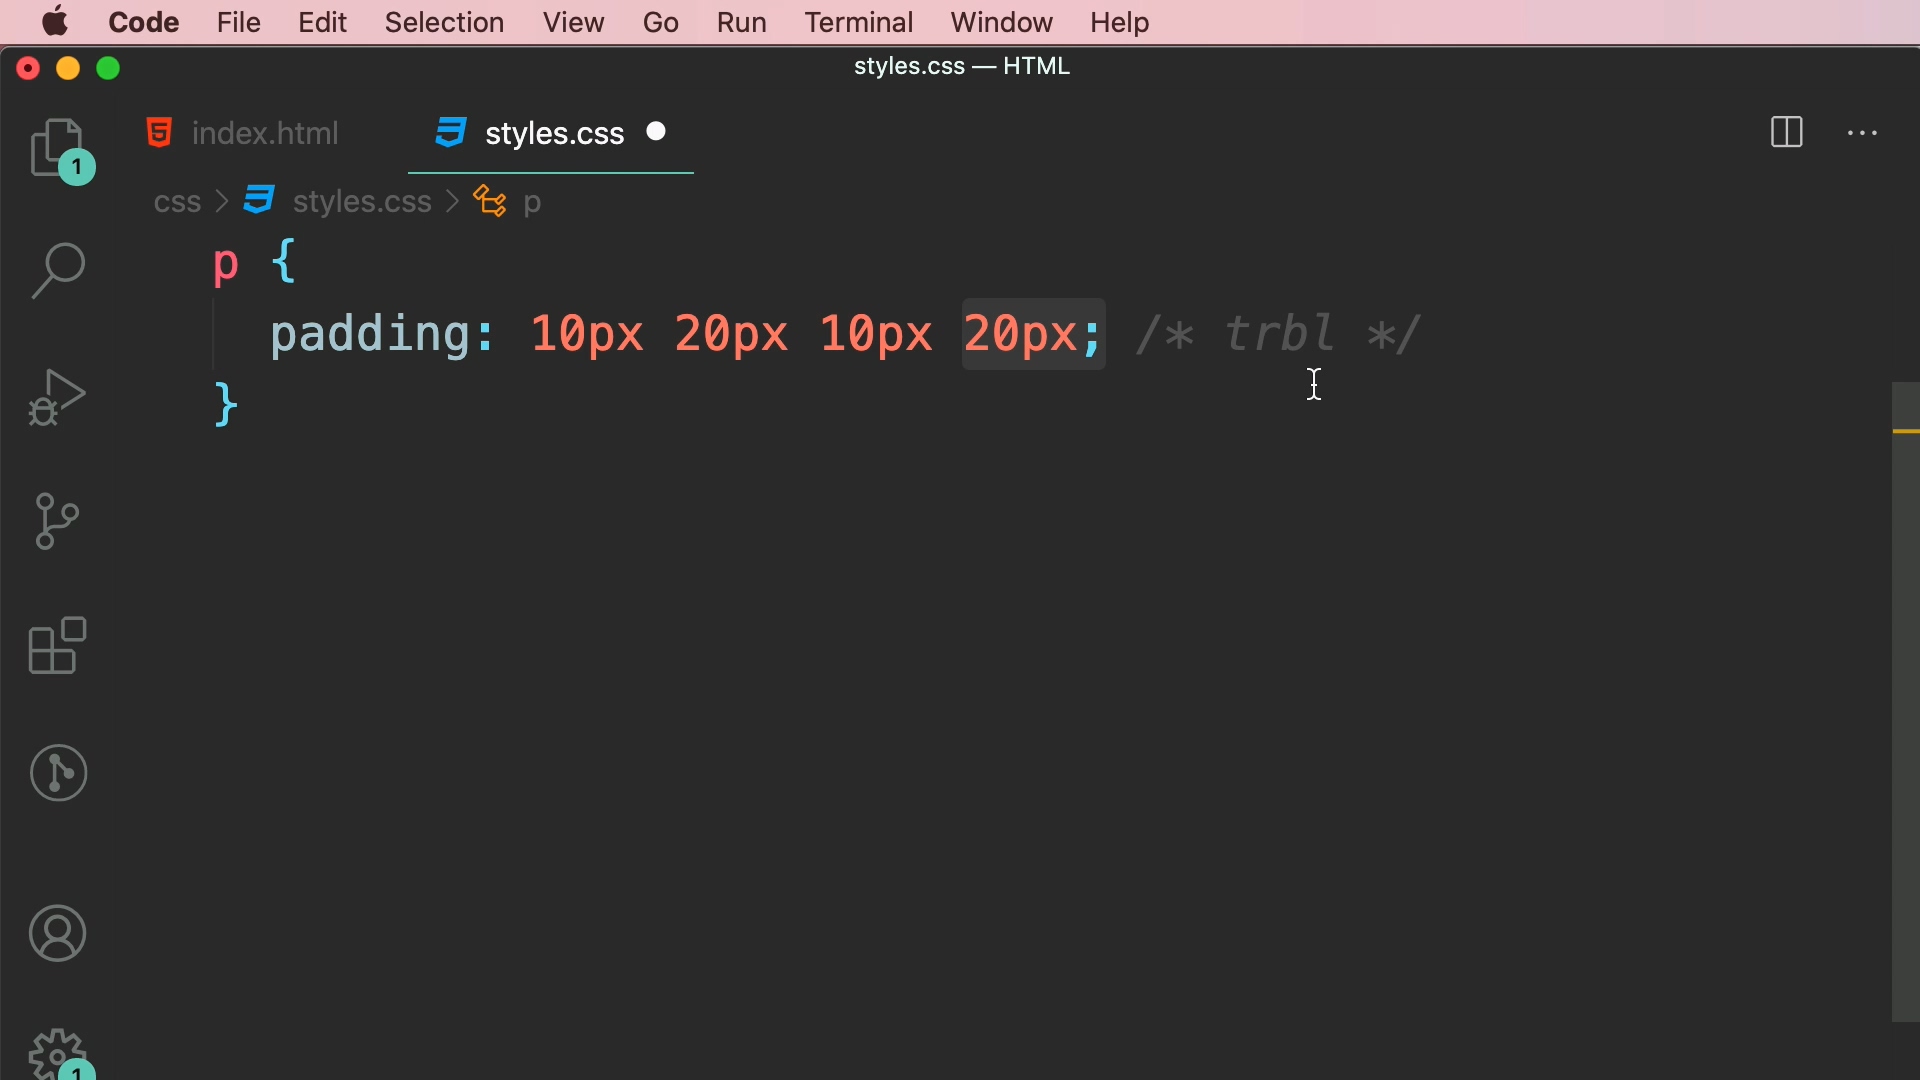 Code File Edit Selection View Go Run Terminal Window Help
styles.css — HTML
index.html styles.css
1
css > styles.css > p
p {
padding: 10px 20px 10px 20px; /* trbl */
}
1